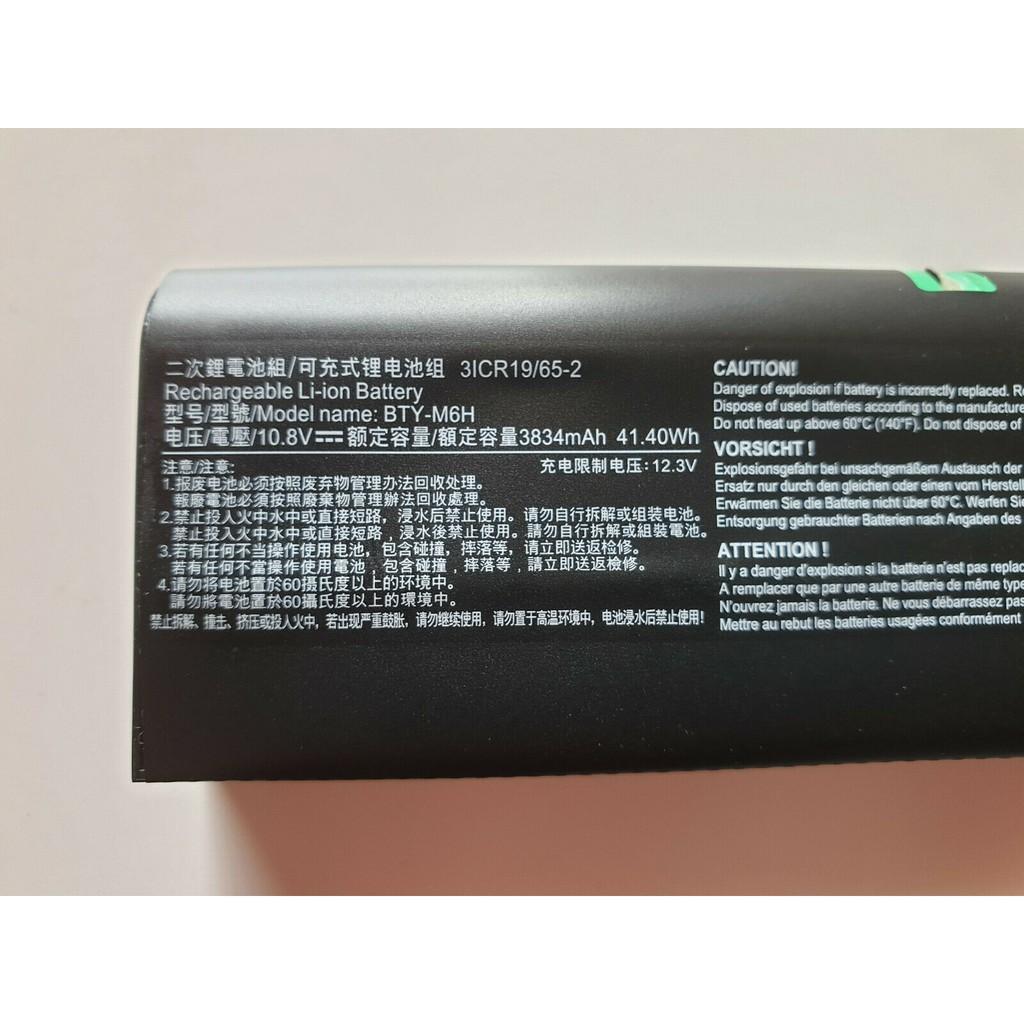 二次鋰電池組/可充式锂电池组 3ICR19/65-2
Rechargeable Li-ion Battery
型号/型號/Model name: BTY-M6H
电压/電壓/10.8V⎓额定容量/額定容量3834mAh 41.40Wh
注意/注意: 充电限制电压: 12.3V
1.报废电池必须按照废弃物管理办法回收处理。
報廢電池必須按照廢棄物管理辦法回收處理。
2.禁止投入火中水中或直接短路，浸水后禁止使用。请勿自行拆解或组装电池。
禁止投入火中水中或直接短路，浸水後禁止使用。請勿自行拆解或組裝電池。
3.若有任何不当操作使用电池，包含碰撞，摔落等，请立即送返检修。
若有任何不當操作使用電池，包含碰撞，摔落等，請立即送返檢修。
4.请勿将电池置於60摄氏度以上的环境中。
請勿將電池置於60攝氏度以上的環境中。
禁止拆解、撞击、挤压或投入火中，若出现严重鼓胀，请勿继续使用，请勿置于高温环境中，电池浸水后禁止使用!
CAUTION!
Danger of explosion if battery is incorrectly replaced.
Dispose of used batteries according to the manufacture
Do not heat up above 60°C (140°F). Do not dispose of
VORSICHT !
Explosionsgefahr bei unsachgemäßem Austausch der
Ersatz nur durch den gleichen oder einen vom Herstell
Erwärmen Sie die Batterie nicht über 60°C. Werfen Si
Entsorgung gebrauchter Batterien nach Angaben des
ATTENTION !
Il y a danger d'explosion si la batterie n'est pas replac
A remplacer que par une autre batterie de même type
N'ouvrez jamais la batterie. Ne vous débarrassez pas
Mettre au rebut les batteries usagées conformément